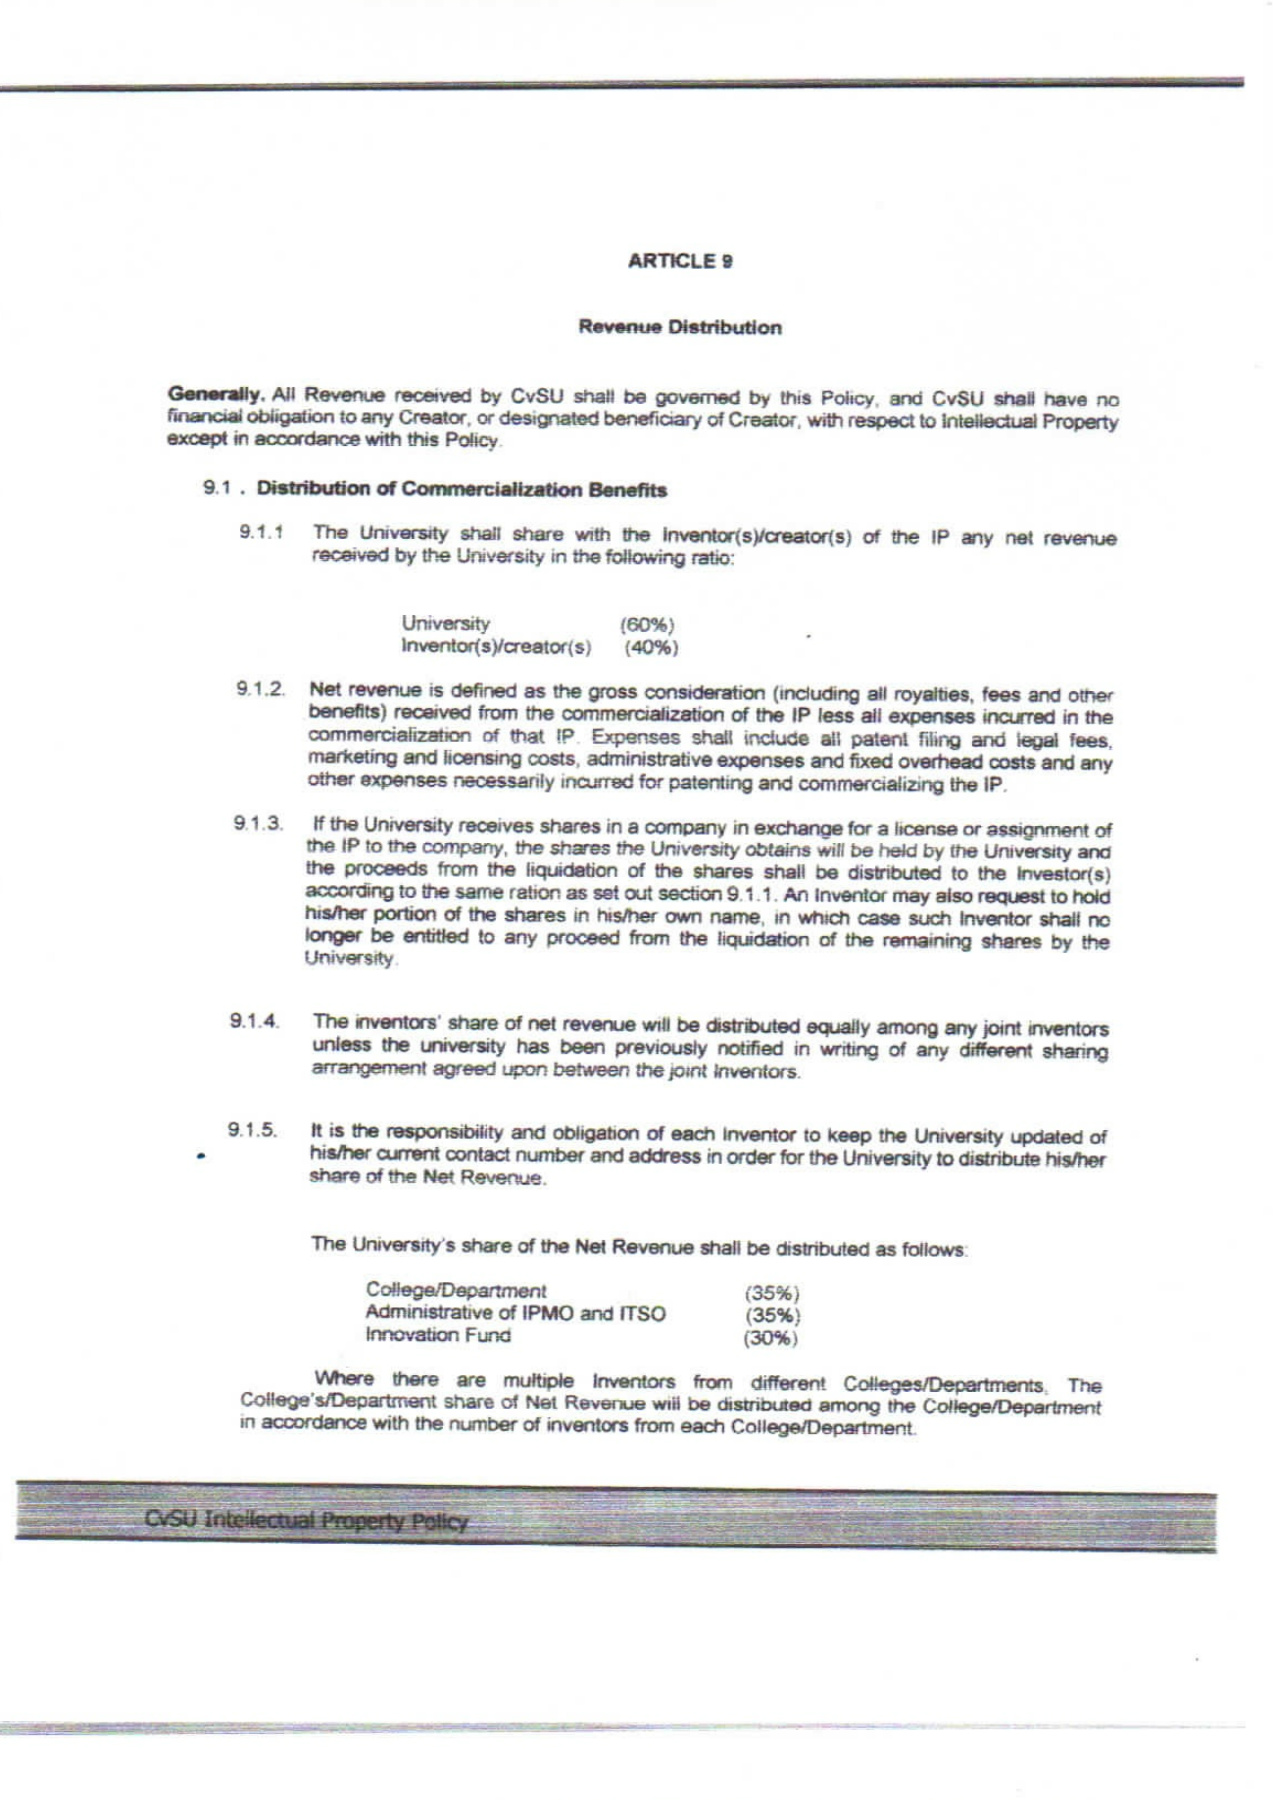 ARTICLE 9
Revenue Distribution
Generally. All Revenue received by CvSU shall be governed by this Policy, and CvSU shall have no
financial obligation to any Creator, or designated beneficiary of Creator, with respect to Intellectual Property
except in accordance with this Policy.
9.1 . Distribution of Commercialization Benefits
9.1.1 The University shall share with the Inventor(s)/creator(s) of the IP any net revenue
received by the University in the following ratio:
University (60%)
Inventor(s)/creator(s) (40%)
9.1.2. Net revenue is defined as the gross consideration (including all royalties, fees and other
benefits) received from the commercialization of the IP less all expenses incurred in the
commercialization of that IP. Expenses shall include all patent filing and legal fees,
marketing and licensing costs, administrative expenses and fixed overhead costs and any
other expenses necessarily incurred for patenting and commercializing the IP.
9.1.3. If the University receives shares in a company in exchange for a license or assignment of
the IP to the company, the shares the University obtains will be held by the University and
the proceeds from the liquidation of the shares shall be distributed to the Investor(s)
according to the same ration as set out section 9.1.1. An Inventor may also request to hold
his/her portion of the shares in his/her own name, in which case such Inventor shall no
longer be entitled to any proceed from the liquidation of the remaining shares by the
University.
9.1.4. The inventors' share of net revenue will be distributed equally among any joint inventors
unless the university has been previously notified in writing of any different sharing
arrangement agreed upon between the joint Inventors.
9.1.5. It is the responsibility and obligation of each Inventor to keep the University updated of
his/her current contact number and address in order for the University to distribute his/her
share of the Net Revenue.
The University's share of the Net Revenue shall be distributed as follows:
College/Department (35%)
Administrative of IPMO and ITSO (35%)
Innovation Fund (30%)
Where there are multiple Inventors from different Colleges/Departments, The
College's/Department share of Net Revenue will be distributed among the College/Department
in accordance with the number of inventors from each College/Department.
CvSU Intellectual Property Policy